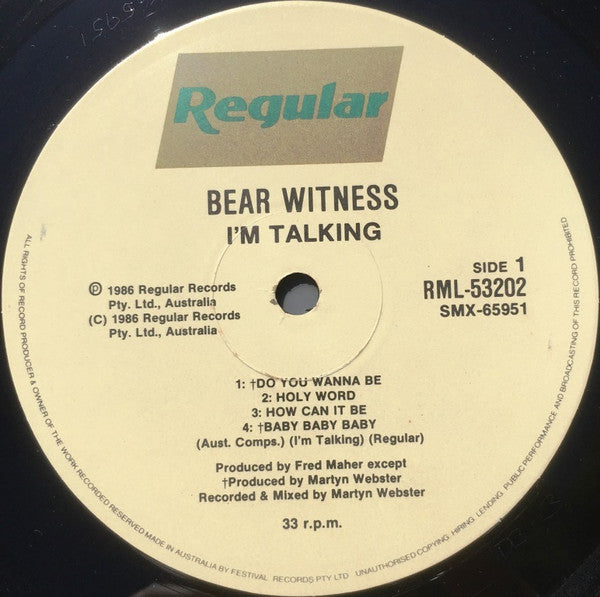 Regular
BEAR WITNESS
I'M TALKING
℗ 1986 Regular Records
Pty. Ltd., Australia
(C) 1986 Regular Records
Pty. Ltd., Australia
SIDE 1
RML-53202
SMX-65951
1: †DO YOU WANNA BE
2: HOLY WORD
3: HOW CAN IT BE
4: †BABY BABY BABY
(Aust. Comps.) (I'm Talking) (Regular)
Produced by Fred Maher except
†Produced by Martyn Webster
Recorded & Mixed by Martyn Webster
33 r.p.m.
ALL RIGHTS OF RECORD PRODUCER & OWNER OF THE WORK RECORDED RESERVED MADE IN AUSTRALIA BY FESTIVAL RECORDS PTY LTD UNAUTHORISED COPYING. HIRING. LENDING. PUBLIC PERFORMANCE AND BROADCASTING OF THIS RECORD PROHIBITED